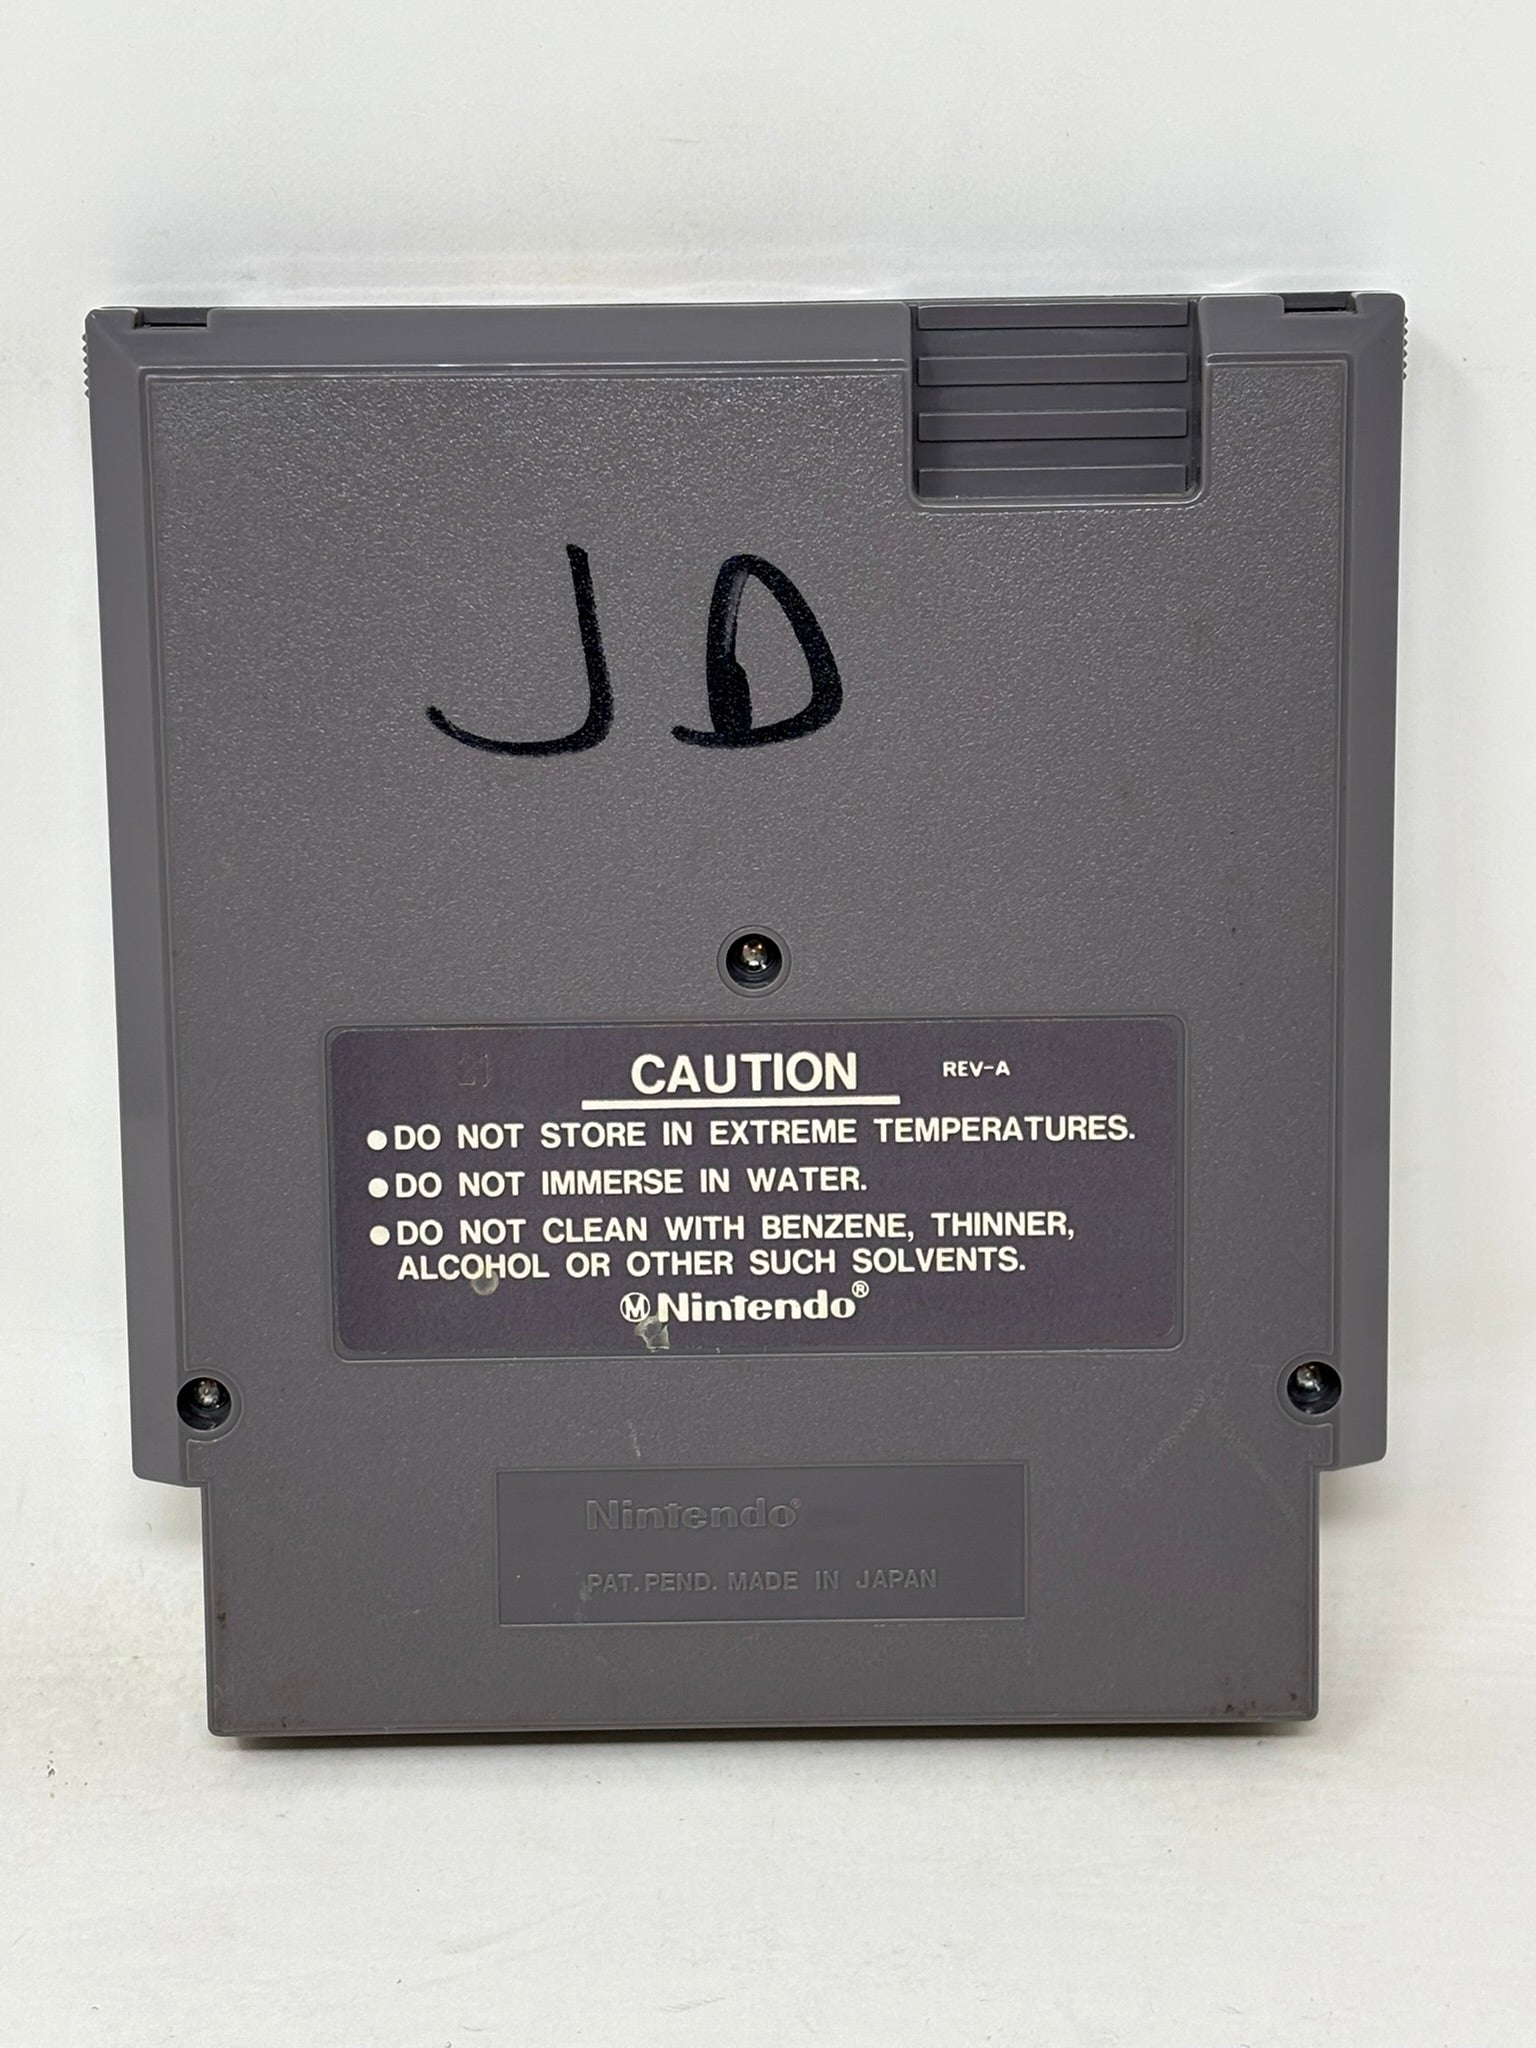 JD
CAUTION REV-A
●DO NOT STORE IN EXTREME TEMPERATURES.
●DO NOT IMMERSE IN WATER.
●DO NOT CLEAN WITH BENZENE, THINNER,
ALCOHOL OR OTHER SUCH SOLVENTS.
ⓂNintendo®
Nintendo®
PAT. PEND. MADE IN JAPAN